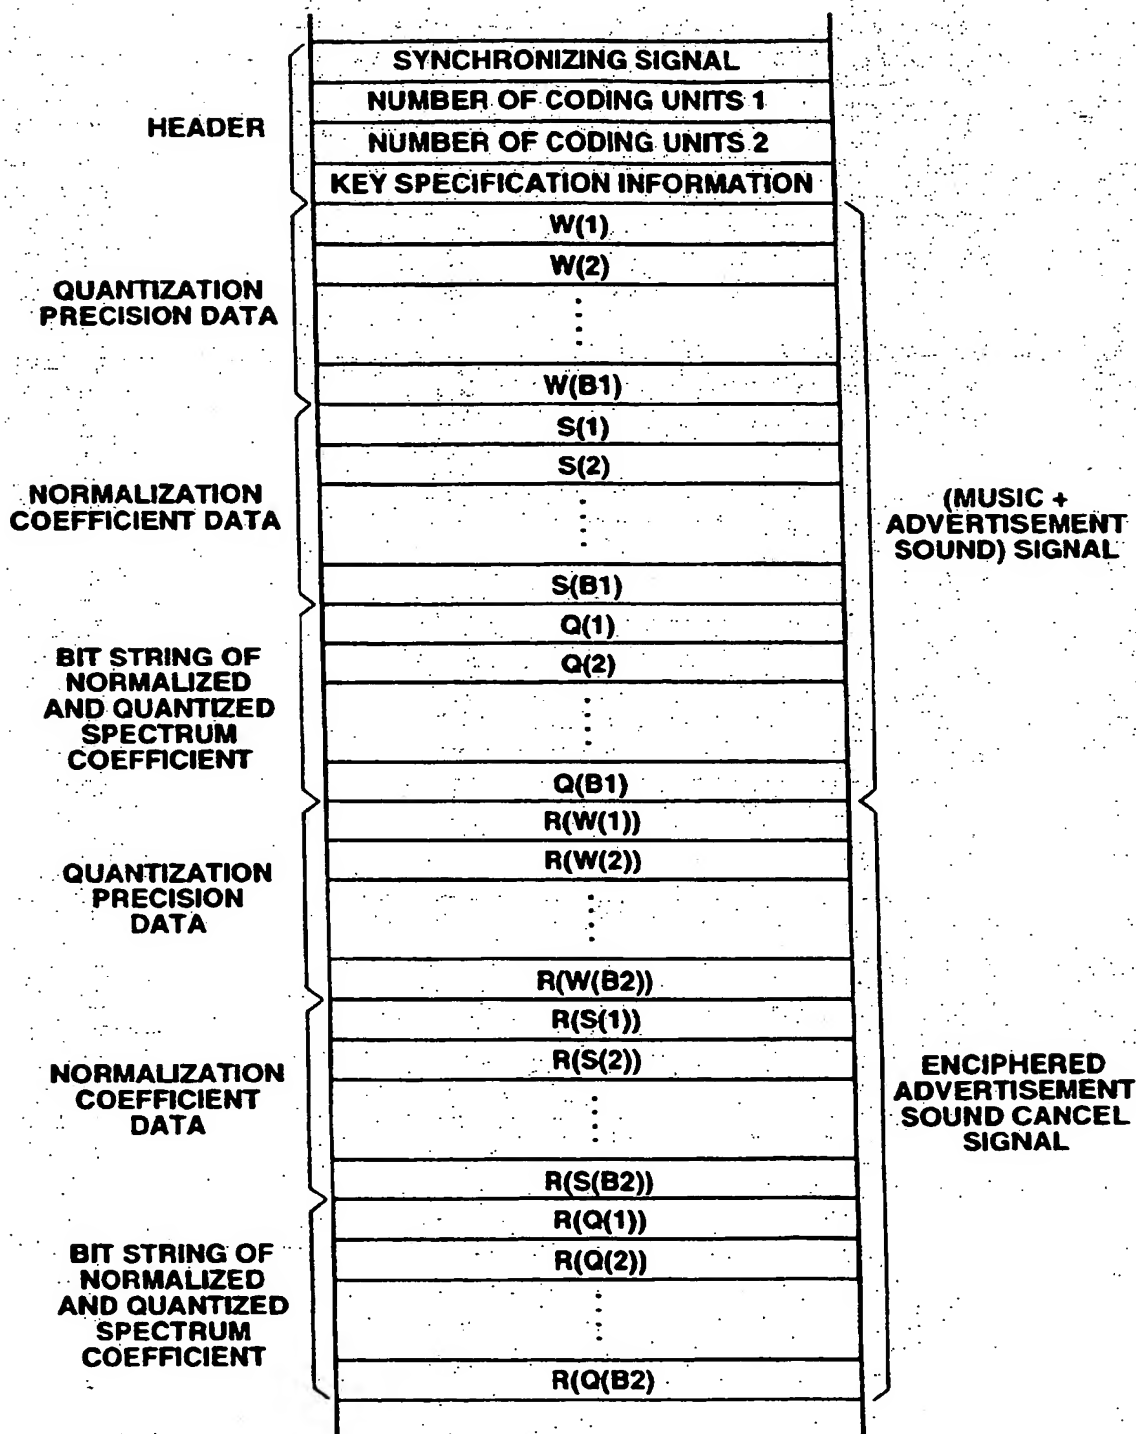 SYNCHRONIZING SIGNAL
NUMBER OF CODING UNITS 1
HEADER
NUMBER OF CODING UNITS 2
KEY SPECIFICATION INFORMATION
W(1)
W(2)
QUANTIZATION
PRECISION DATA
W(B1)
S(1)
S(2)
NORMALIZATION
COEFFICIENT DATA
(MUSIC +
ADVERTISEMENT
SOUND) SIGNAL
S(B1)
Q(1)
Q(2)
BIT STRING OF
NORMALIZED
AND QUANTIZED
SPECTRUM
COEFFICIENT
Q(B1)
R(W(1))
R(W(2))
QUANTIZATION
PRECISION
DATA
R(W(B2))
R(S(1))
R(S(2))
NORMALIZATION
COEFFICIENT
DATA
ENCIPHERED
ADVERTISEMENT
SOUND CANCEL
SIGNAL
R(S(B2))
R(Q(1))
R(Q(2))
BIT STRING OF
NORMALIZED
AND QUANTIZED
SPECTRUM
COEFFICIENT
R(Q(B2)